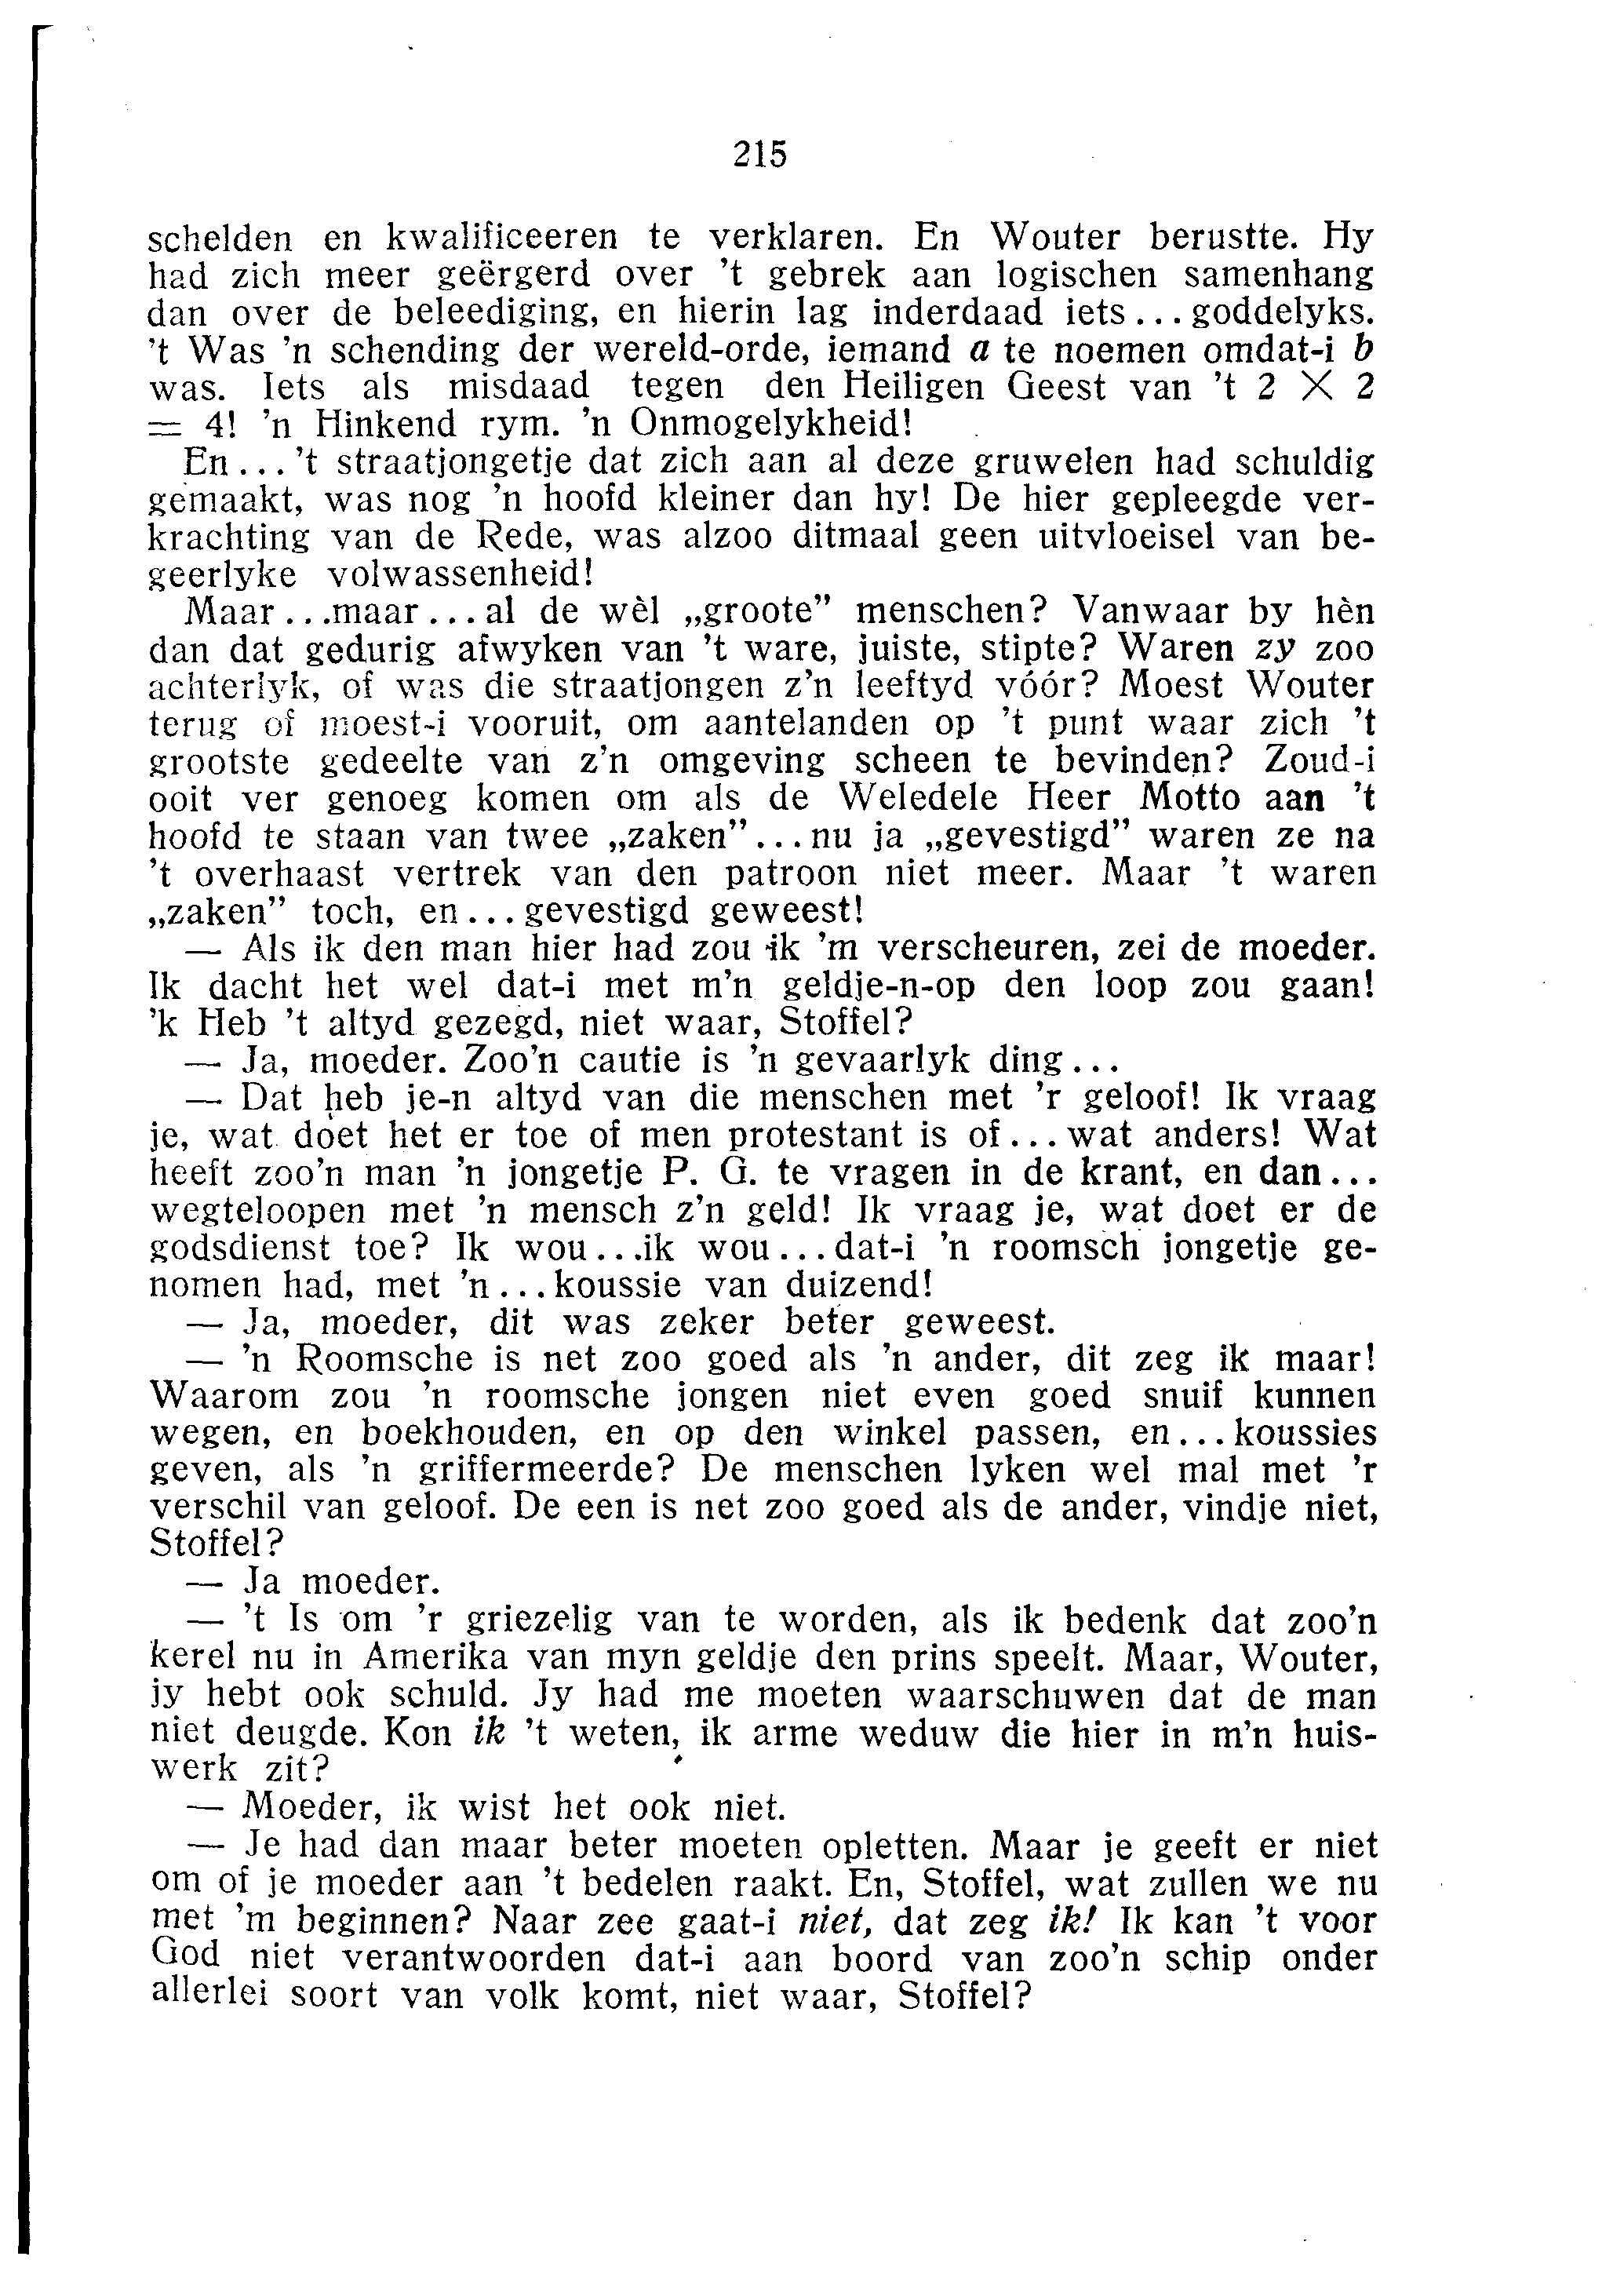 215
schelden en kwalificeeren te verklaren. En Wouter berustte. Hy
had zich meer geërgerd over 't gebrek aan logischen samenhang
dan over de beleediging, en hierin lag inderdaad iets... goddelyks.
't Was 'n schending der wereld-orde, iemand a te noemen omdat-i b
was. Iets als misdaad tegen den Heiligen Geest van 't 2 × 2
= 4! 'n Hinkend rym. 'n Onmogelykheid!
En... 't straatjongetje dat zich aan al deze gruwelen had schuldig
gemaakt, was nog 'n hoofd kleiner dan hy! De hier gepleegde ver-
krachting van de Rede, was alzoo ditmaal geen uitvloeisel van be-
geerlyke volwassenheid!
Maar...maar... al de wèl „groote” menschen? Vanwaar by hèn
dan dat gedurig afwyken van 't ware, juiste, stipte? Waren zy zoo
achterlyk, of was die straatjongen z'n leeftyd vóór? Moest Wouter
terug of moest-i vooruit, om aantelanden op 't punt waar zich 't
grootste gedeelte van z'n omgeving scheen te bevinden? Zoud-i
ooit ver genoeg komen om als de Weledele Heer Motto aan 't
hoofd te staan van twee „zaken”... nu ja „gevestigd” waren ze na
't overhaast vertrek van den patroon niet meer. Maar 't waren
„zaken” toch, en... gevestigd geweest!
— Als ik den man hier had zou ik 'm verscheuren, zei de moeder.
Ik dacht het wel dat-i met m'n geldje-n-op den loop zou gaan!
'k Heb 't altyd gezegd, niet waar, Stoffel?
— Ja, moeder. Zoo'n cautie is 'n gevaarlyk ding...
— Dat heb je-n altyd van die menschen met 'r geloof! Ik vraag
je, wat doet het er toe of men protestant is of... wat anders! Wat
heeft zoo'n man 'n jongetje P. G. te vragen in de krant, en dan...
wegteloopen met 'n mensch z'n geld! Ik vraag je, wat doet er de
godsdienst toe? Ik wou...ik wou... dat-i 'n roomsch jongetje ge-
nomen had, met 'n... koussie van duizend!
— Ja, moeder, dit was zeker beter geweest.
— 'n Roomsche is net zoo goed als 'n ander, dit zeg ik maar!
Waarom zou 'n roomsche jongen niet even goed snuif kunnen
wegen, en boekhouden, en op den winkel passen, en... koussies
geven, als 'n griffermeerde? De menschen lyken wel mal met 'r
verschil van geloof. De een is net zoo goed als de ander, vindje niet,
Stoffel?
— Ja moeder.
— 't Is om 'r griezelig van te worden, als ik bedenk dat zoo'n
kerel nu in Amerika van myn geldje den prins speelt. Maar, Wouter,
jy hebt ook schuld. Jy had me moeten waarschuwen dat de man
niet deugde. Kon ik 't weten, ik arme weduw die hier in m'n huis-
werk zit?
— Moeder, ik wist het ook niet.
— Je had dan maar beter moeten opletten. Maar je geeft er niet
om of je moeder aan 't bedelen raakt. En, Stoffel, wat zullen we nu
met 'm beginnen? Naar zee gaat-i niet, dat zeg ik! Ik kan 't voor
God niet verantwoorden dat-i aan boord van zoo'n schip onder
allerlei soort van volk komt, niet waar, Stoffel?